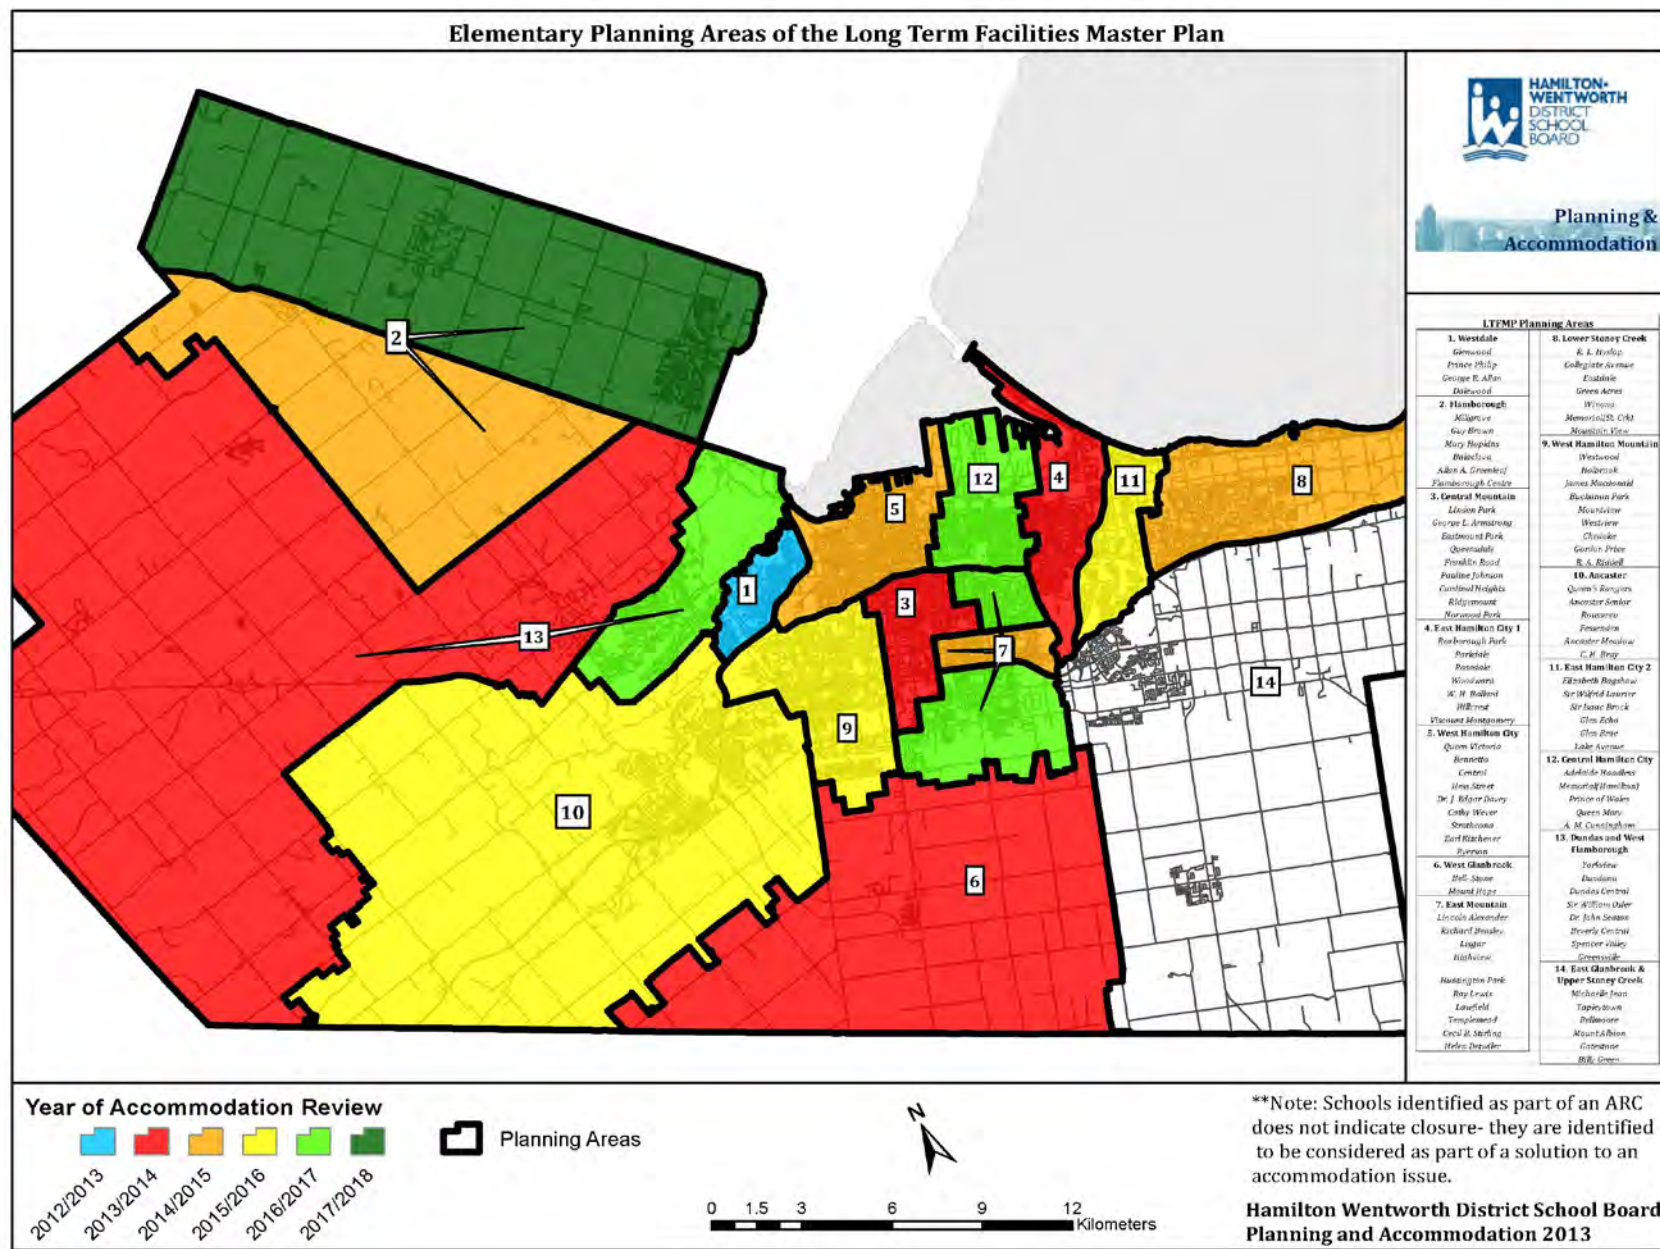 Elementary Planning Areas of the Long Term Facilities Master Plan
HAMILTON-
WENTWORTH
DISTRICT
SCHOOL
BOARD
Planning &
Accommodation
LTFMP Planning Areas
1. Westdale
Glenwood
Prince Philip
George R. Allan
Dalewood
2. Flamborough
Millgrove
Guy Brown
Mary Hopkins
Balaclava
Allan A. Greenleaf
Flamborough Centre
3. Central Mountain
Linden Park
George L. Armstrong
Eastmount Park
Queensdale
Franklin Road
Pauline Johnson
Cardinal Heights
Ridgemount
Norwood Park
4. East Hamilton City 1
Roxborough Park
Parkdale
Rosedale
Woodward
W. H. Ballard
Hillcrest
Viscount Montgomery
5. West Hamilton City
Queen Victoria
Bennetto
Central
Hess Street
Dr. J. Edgar Davey
Cathy Wever
Strathcona
Earl Kitchener
Ryerson
6. West Glanbrook
Bell-Stone
Mount Hope
7. East Mountain
Lincoln Alexander
Richard Beasley
Lisgar
Highview
Huntington Park
Ray Lewis
Lawfield
Templemead
Cecil B. Stirling
Helen Detwiler
8. Lower Stoney Creek
R. L. Hyslop
Collegiate Avenue
Eastdale
Green Acres
Winona
Memorial(St. Crk)
Mountain View
9. West Hamilton Mountain
Westwood
Holbrook
James Macdonald
Buchanan Park
Mountview
Westview
Chedoke
Gordon Price
R. A. Riddell
10. Ancaster
Queen's Rangers
Ancaster Senior
Rousseau
Fessenden
Ancaster Meadow
C. H. Bray
11. East Hamilton City 2
Elizabeth Bagshaw
Sir Wilfrid Laurier
Sir Isaac Brock
Glen Echo
Glen Brae
Lake Avenue
12. Central Hamilton City
Adelaide Hoodless
Memorial(Hamilton)
Prince of Wales
Queen Mary
A. M. Cunningham
13. Dundas and West
Flamborough
Yorkview
Dundana
Dundas Central
Sir William Osler
Dr. John Seaton
Beverly Central
Spencer Valley
Greensville
14. East Glanbrook &
Upper Stoney Creek
Michaelle Jean
Tapleytown
Bellmoore
Mount Albion
Gatestone
Billy Green
2
12
4
11
8
5
1
3
13
7
14
9
10
6
Year of Accommodation Review
2012/2013
2013/2014
2014/2015
2015/2016
2016/2017
2017/2018
Planning Areas
N
0 1.5 3 6 9 12
Kilometers
**Note: Schools identified as part of an ARC
does not indicate closure- they are identified
to be considered as part of a solution to an
accommodation issue.
Hamilton Wentworth District School Board
Planning and Accommodation 2013